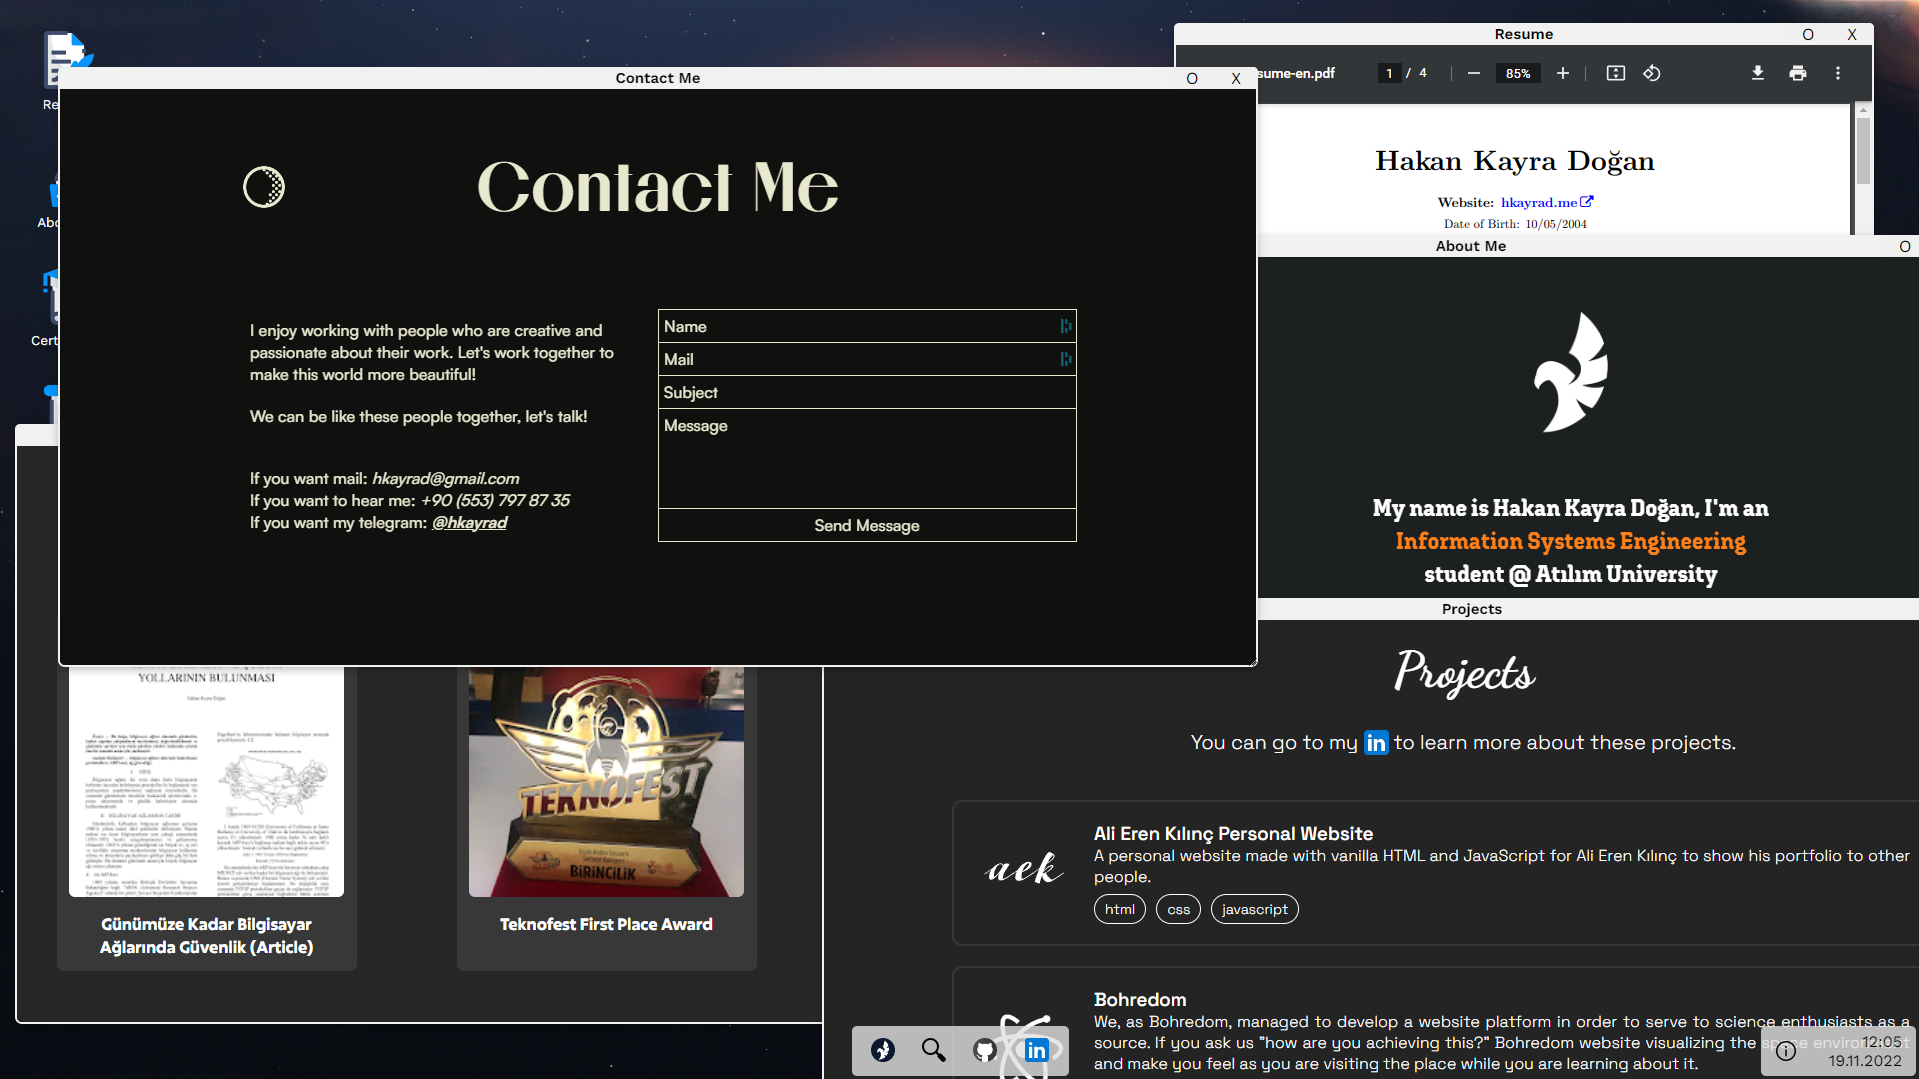 Re
Abo
Cert
Contact Me
O X
Contact Me
I enjoy working with people who are creative and
passionate about their work. Let's work together to
make this world more beautiful!
We can be like these people together, let's talk!
If you want mail: hkayrad@gmail.com
If you want to hear me: +90 (553) 797 87 35
If you want my telegram: @hkayrad
Name
Mail
Subject
Message
Send Message
Resume
O X
sume-en.pdf 1 / 4 85%
Hakan Kayra Doğan
Website: hkayrad.me
Date of Birth: 10/05/2004
About Me
O
My name is Hakan Kayra Doğan, I'm an
Information Systems Engineering
student @ Atılım University
Projects
Projects
You can go to my in to learn more about these projects.
aek
Ali Eren Kılınç Personal Website
A personal website made with vanilla HTML and JavaScript for Ali Eren Kılınç to show his portfolio to other
people.
html css javascript
Bohredom
We, as Bohredom, managed to develop a website platform in order to serve to science enthusiasts as a
source. If you ask us "how are you achieving this?" Bohredom website visualizing the space environment
and make you feel as you are visiting the place while you are learning about it.
YOLLARININ BULUNMASI
Hakan Kayra Doğan
Günümüze Kadar Bilgisayar
Ağlarında Güvenlik (Article)
TEKNOFEST
BİRİNCİLİK
Teknofest First Place Award
in
12:05
19.11.2022